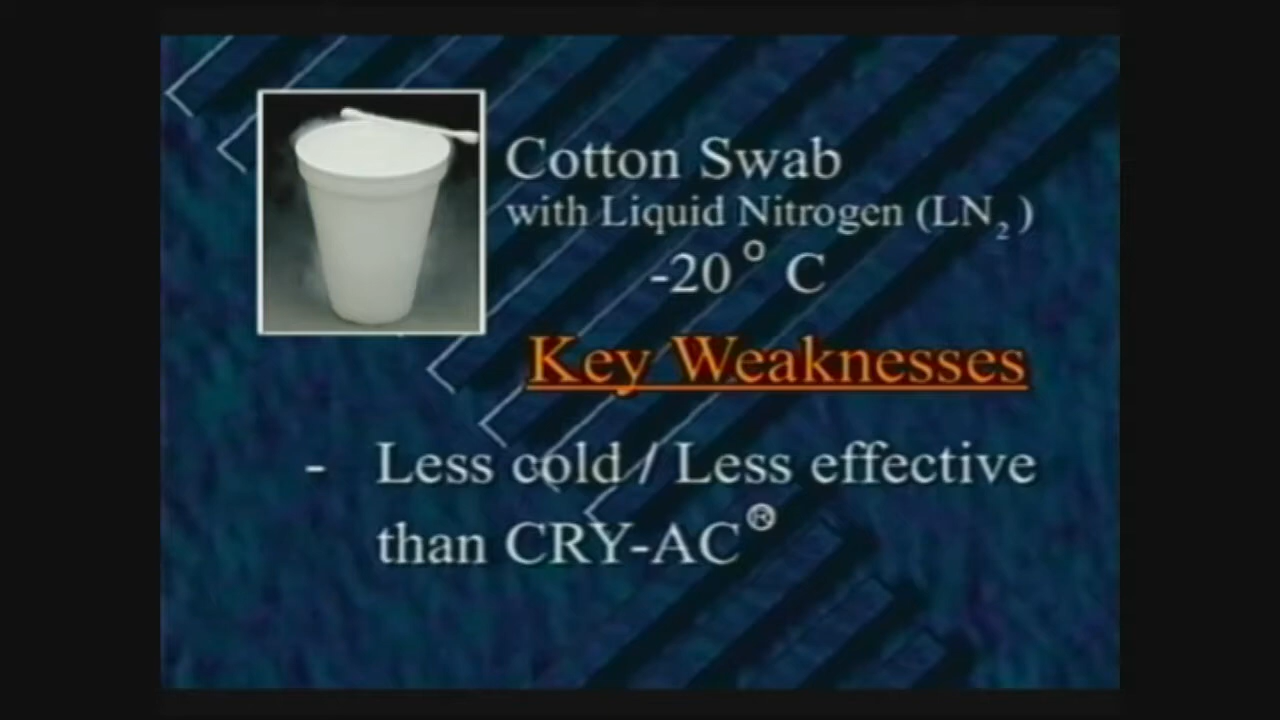 Cotton Swab
with Liquid Nitrogen (LN₂)
-20° C
Key Weaknesses
- Less cold / Less effective
than CRY-AC®